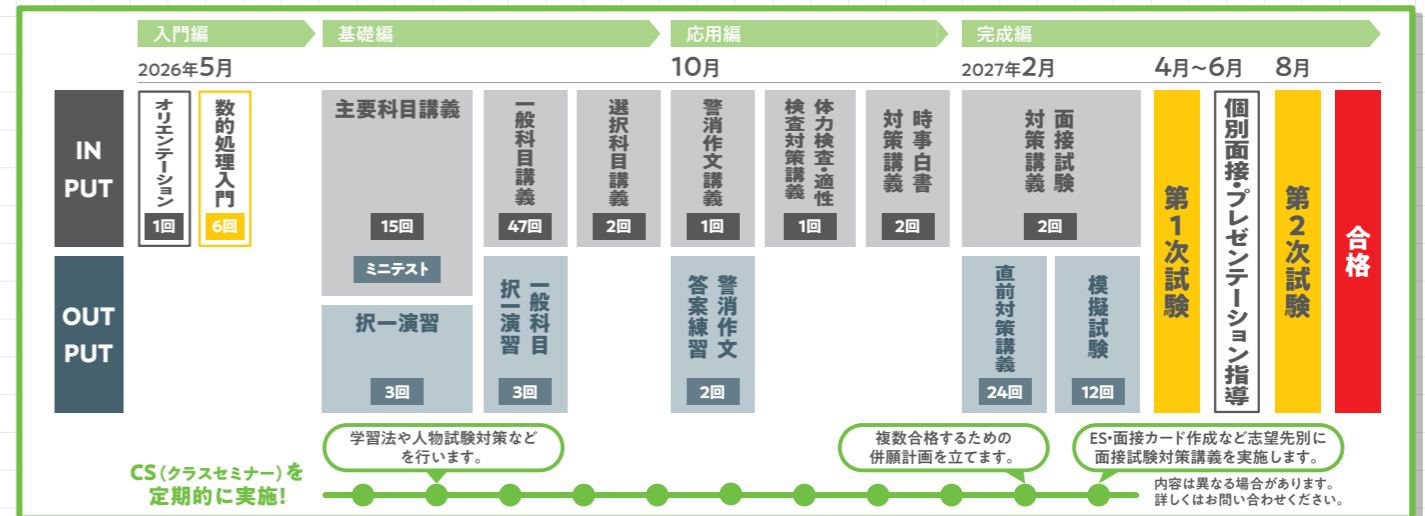 入門編
基礎編
応用編
完成編
2026年5月
10月
2027年2月
4月～6月
8月
IN
PUT
オリエンテーション
1回
数的処理入門
6回
主要科目講義
15回
ミニテスト
一般科目講義
47回
選択科目講義
2回
警消作文講義
1回
体力検査・適性
検査対策講義
1回
時事白書
対策講義
2回
面接試験
対策講義
2回
OUT
PUT
択一演習
3回
一般科目
択一演習
3回
警消作文
答案練習
2回
直前対策講義
24回
模擬試験
12回
第1次試験
個別面接・プレゼンテーション指導
第2次試験
合格
CS（クラスセミナー）を
定期的に実施!
学習法や人物試験対策など
を行います。
複数合格するための
併願計画を立てます。
ES・面接カード作成など志望先別に
面接試験対策講義を実施します。
内容は異なる場合があります。
詳しくはお問い合わせください。